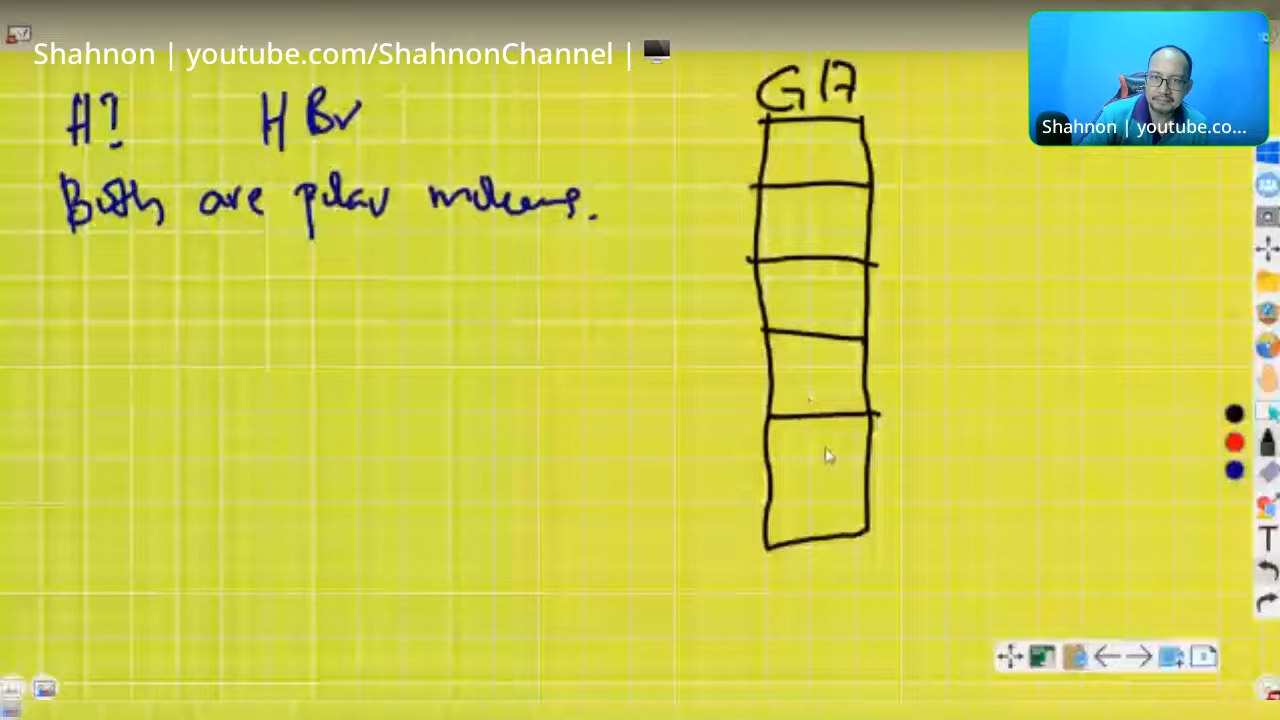 Shahnon | youtube.com/ShahnonChannel |
Shahnon | youtube.co...
G17
H? HBr
Both are polar molecules.
T